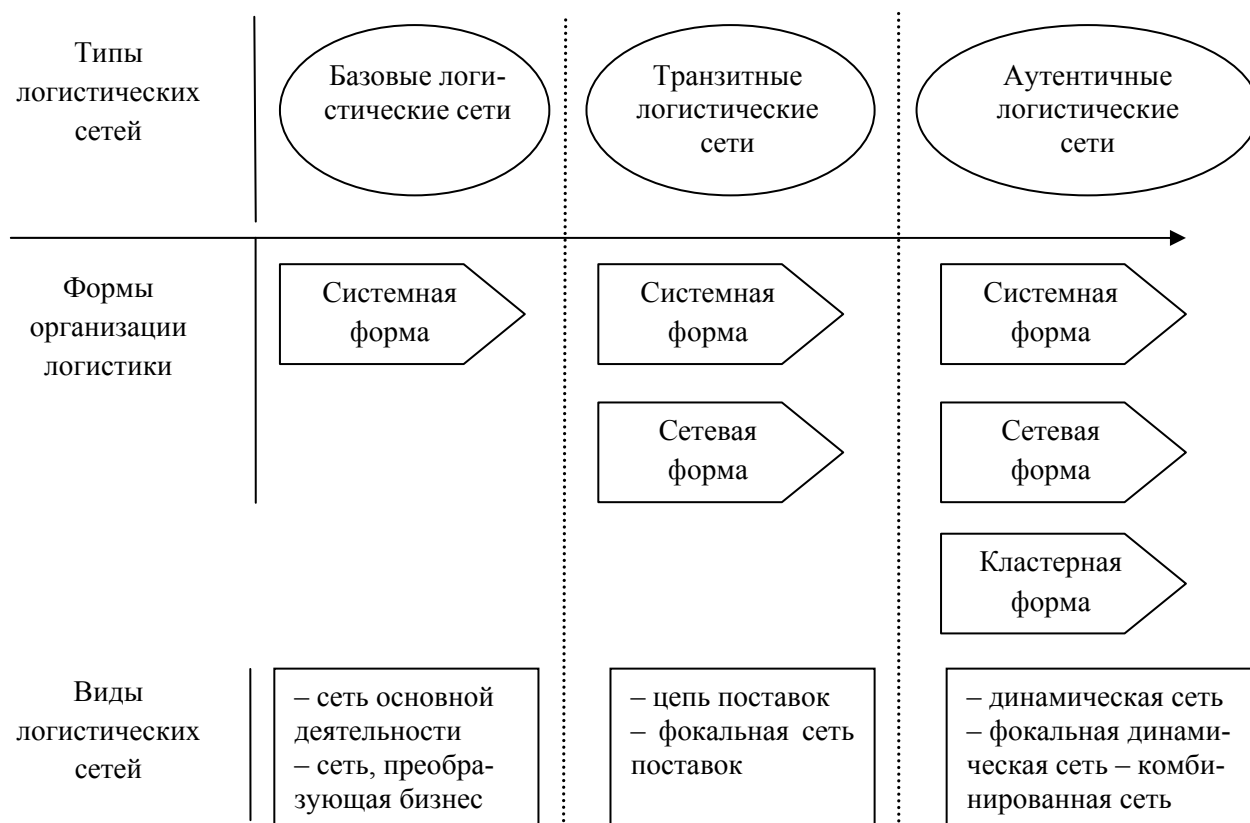 Типы
логистических
сетей
Базовые логи-
стические сети
Транзитные
логистические
сети
Аутентичные
логистические
сети
Формы
организации
логистики
Системная
форма
Системная
форма
Системная
форма
Сетевая
форма
Сетевая
форма
Кластерная
форма
Виды
логистических
сетей
– сеть основной
деятельности
– сеть, преобра-
зующая бизнес
– цепь поставок
– фокальная сеть
поставок
– динамическая сеть
– фокальная динами-
ческая сеть – комби-
нированная сеть